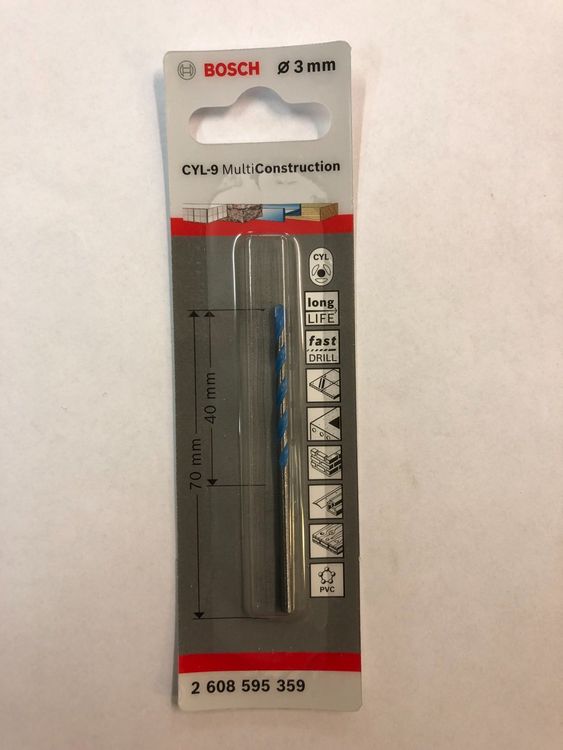 BOSCH ø 3 mm
CYL-9 MultiConstruction
CYL
long
LIFE
fast
DRILL
40 mm
70 mm
PVC
2 608 595 359